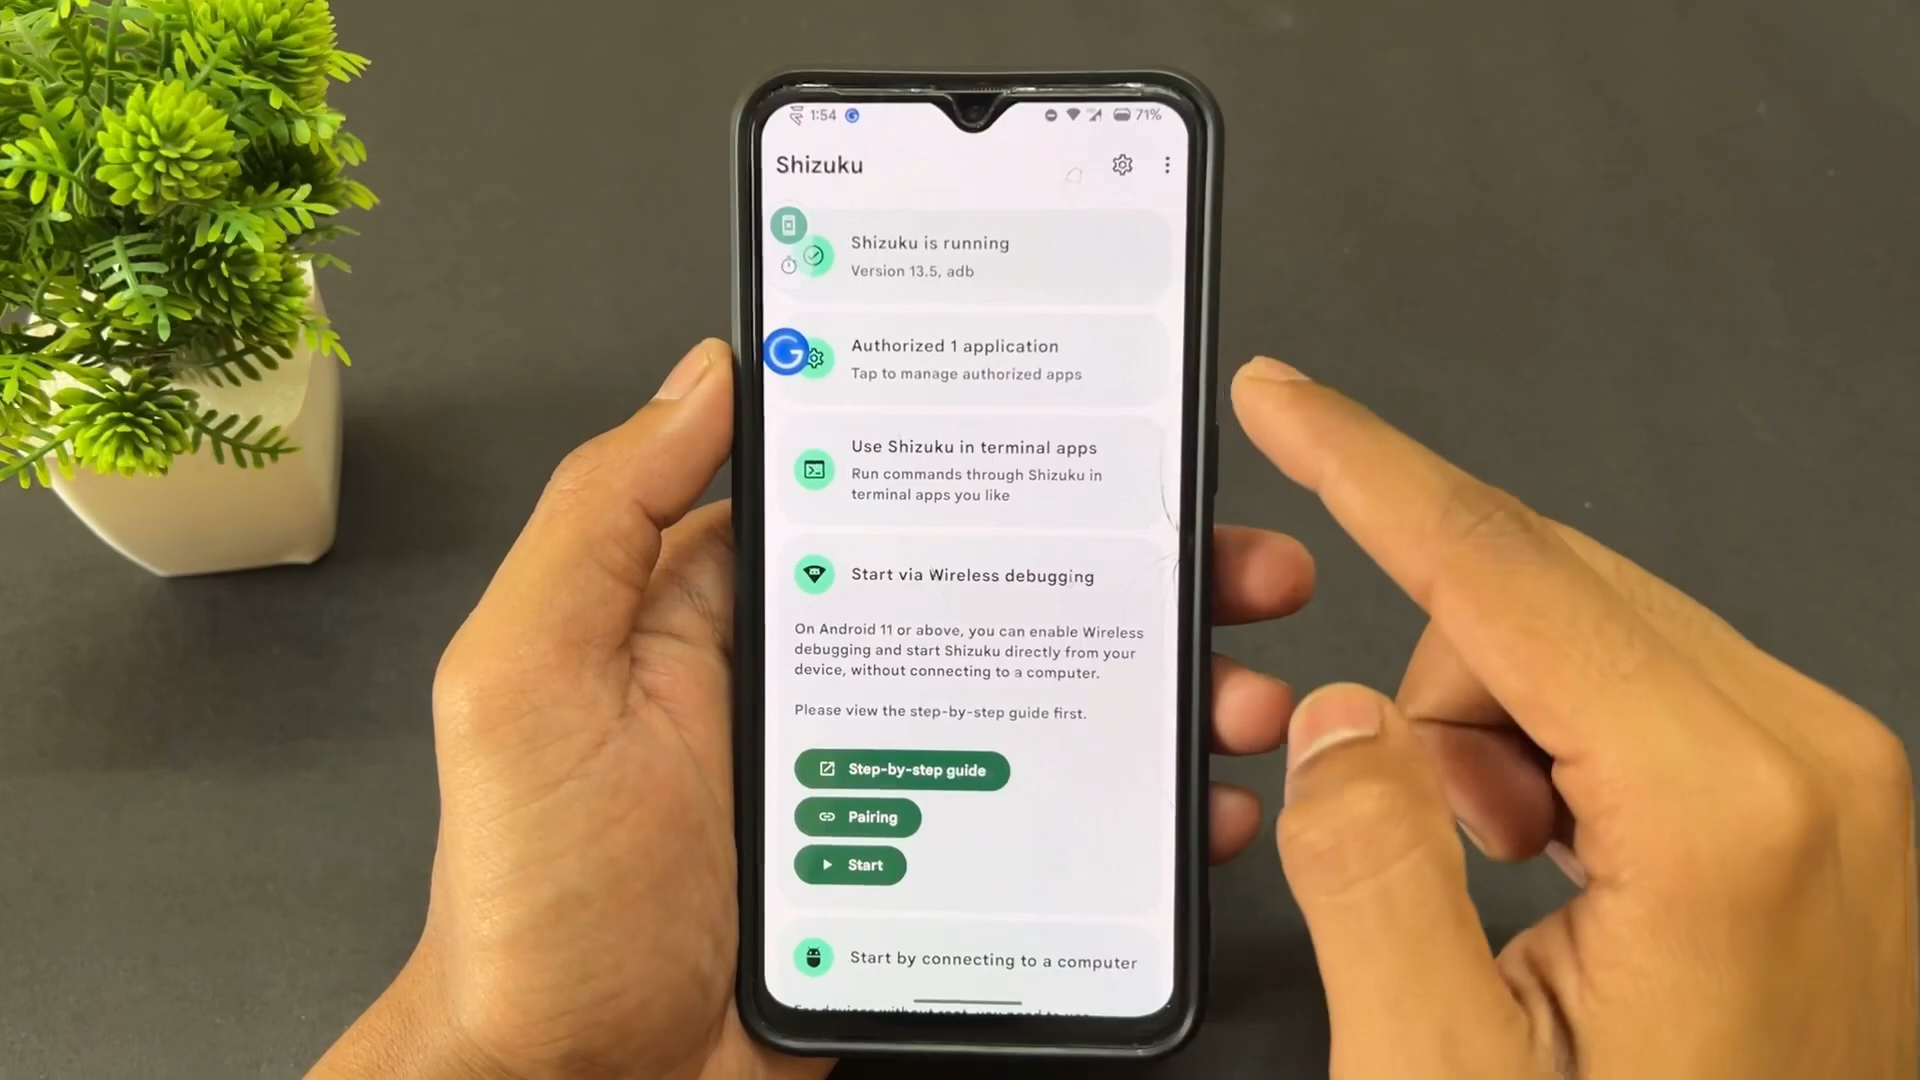 1:54
71%
Shizuku
Shizuku is running
Version 13.5, adb
Authorized 1 application
Tap to manage authorized apps
Use Shizuku in terminal apps
Run commands through Shizuku in
terminal apps you like
Start via Wireless debugging
On Android 11 or above, you can enable Wireless
debugging and start Shizuku directly from your
device, without connecting to a computer.
Please view the step-by-step guide first.
Step-by-step guide
Pairing
Start
Start by connecting to a computer